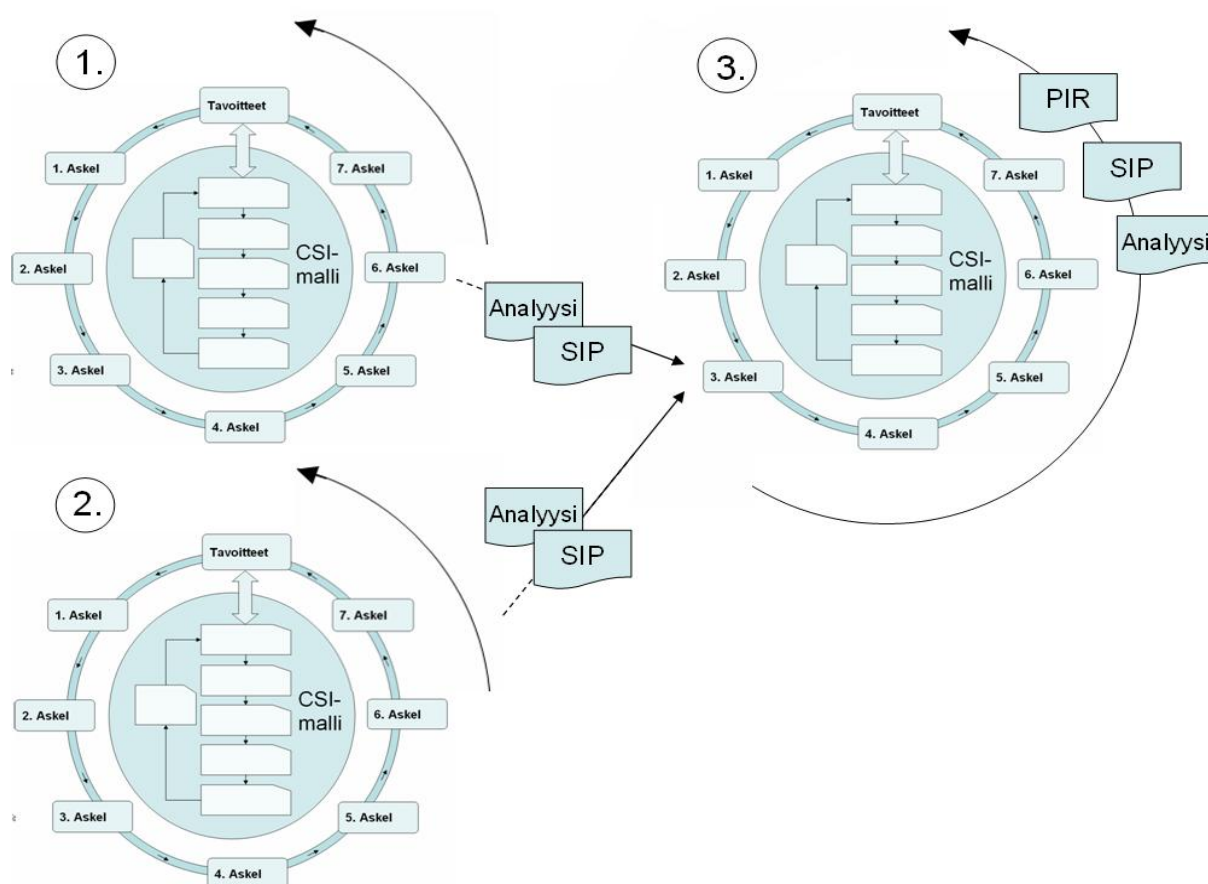 1.
Tavoitteet
1. Askel
7. Askel
2. Askel
CSI-
malli
6. Askel
3. Askel
5. Askel
4. Askel
Analyysi
SIP
2.
Tavoitteet
1. Askel
7. Askel
2. Askel
CSI-
malli
6. Askel
3. Askel
5. Askel
4. Askel
Analyysi
SIP
3.
Tavoitteet
1. Askel
7. Askel
2. Askel
CSI-
malli
6. Askel
3. Askel
5. Askel
4. Askel
PIR
SIP
Analyysi